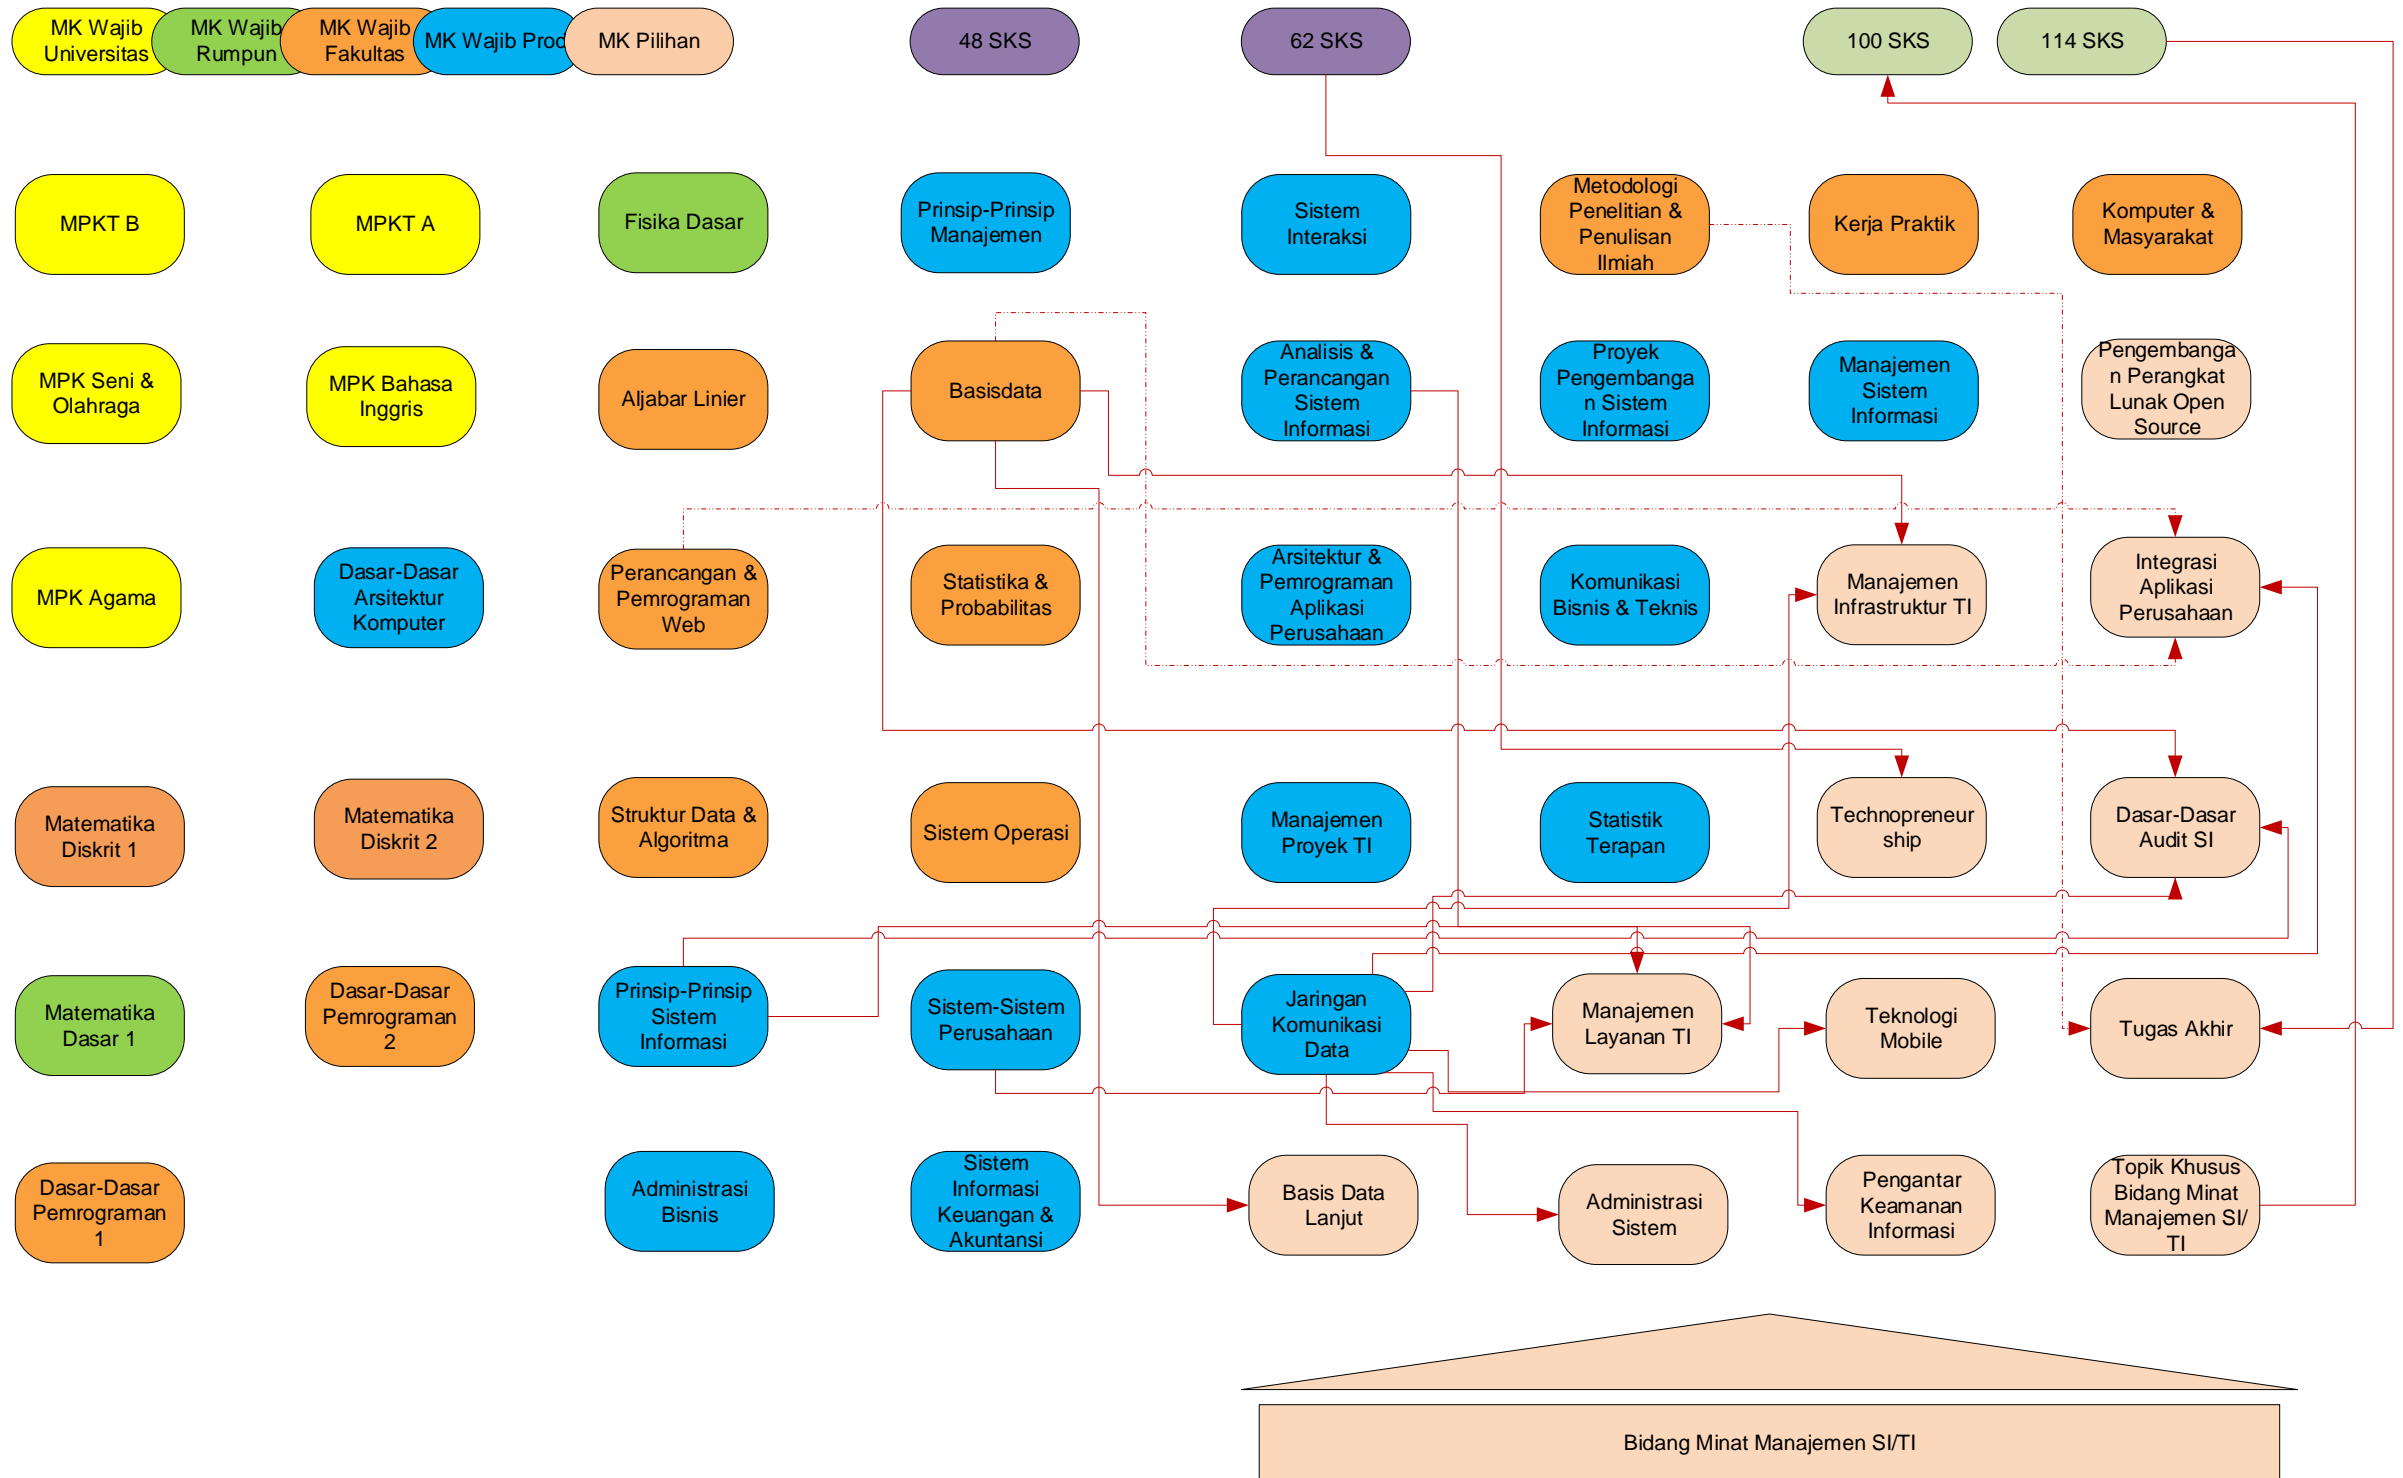 MK Wajib
Universitas
MK Wajib
Rumpun
MK Wajib
Fakultas
MK Wajib Prod
MK Pilihan
48 SKS
62 SKS
100 SKS
114 SKS
MPKT B
MPKT A
Fisika Dasar
Prinsip-Prinsip
Manajemen
Sistem
Interaksi
Metodologi
Penelitian &
Penulisan
Ilmiah
Kerja Praktik
Komputer &
Masyarakat
MPK Seni &
Olahraga
MPK Bahasa
Inggris
Aljabar Linier
Basisdata
Analisis &
Perancangan
Sistem
Informasi
Proyek
Pengembanga
n Sistem
Informasi
Manajemen
Sistem
Informasi
Pengembanga
n Perangkat
Lunak Open
Source
MPK Agama
Dasar-Dasar
Arsitektur
Komputer
Perancangan &
Pemrograman
Web
Statistika &
Probabilitas
Arsitektur &
Pemrograman
Aplikasi
Perusahaan
Komunikasi
Bisnis & Teknis
Manajemen
Infrastruktur TI
Integrasi
Aplikasi
Perusahaan
Matematika
Diskrit 1
Matematika
Diskrit 2
Struktur Data &
Algoritma
Sistem Operasi
Manajemen
Proyek TI
Statistik
Terapan
Technopreneur
ship
Dasar-Dasar
Audit SI
Matematika
Dasar 1
Dasar-Dasar
Pemrograman
2
Prinsip-Prinsip
Sistem
Informasi
Sistem-Sistem
Perusahaan
Jaringan
Komunikasi
Data
Manajemen
Layanan TI
Teknologi
Mobile
Tugas Akhir
Dasar-Dasar
Pemrograman
1
Administrasi
Bisnis
Sistem
Informasi
Keuangan &
Akuntansi
Basis Data
Lanjut
Administrasi
Sistem
Pengantar
Keamanan
Informasi
Topik Khusus
Bidang Minat
Manajemen SI/
TI
Bidang Minat Manajemen SI/TI